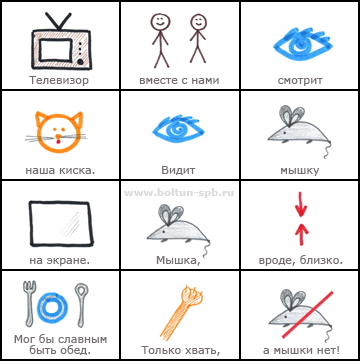 Телевизор
вместе с нами
смотрит
наша киска.
Видит
мышку
www.boltun-spb.ru
на экране.
Мышка,
вроде, близко.
Мог бы славным
быть обед.
Только хвать,
а мышки нет!